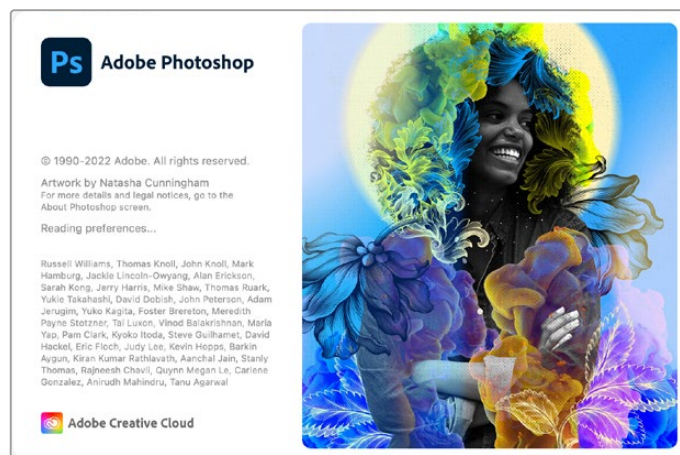 Ps Adobe Photoshop
© 1990-2022 Adobe. All rights reserved.
Artwork by Natasha Cunningham
For more details and legal notices, go to the
About Photoshop screen.
Reading preferences...
Russell Williams, Thomas Knoll, John Knoll, Mark
Hamburg, Jackie Lincoln-Owyang, Alan Erickson,
Sarah Kong, Jerry Harris, Mike Shaw, Thomas Ruark,
Yukie Takahashi, David Dobish, John Peterson, Adam
Jerugim, Yuko Kagita, Foster Brereton, Meredith
Payne Stotzner, Tai Luxon, Vinod Balakrishnan, Maria
Yap, Pam Clark, Kyoko Itoda, Steve Guilhamet, David
Hackel, Eric Floch, Judy Lee, Kevin Hopps, Barkin
Aygun, Kiran Kumar Rathlavath, Aanchal Jain, Stanly
Thomas, Rajneesh Chavli, Quynn Megan Le, Carlene
Gonzalez, Anirudh Mahindru, Tanu Agarwal
Adobe Creative Cloud